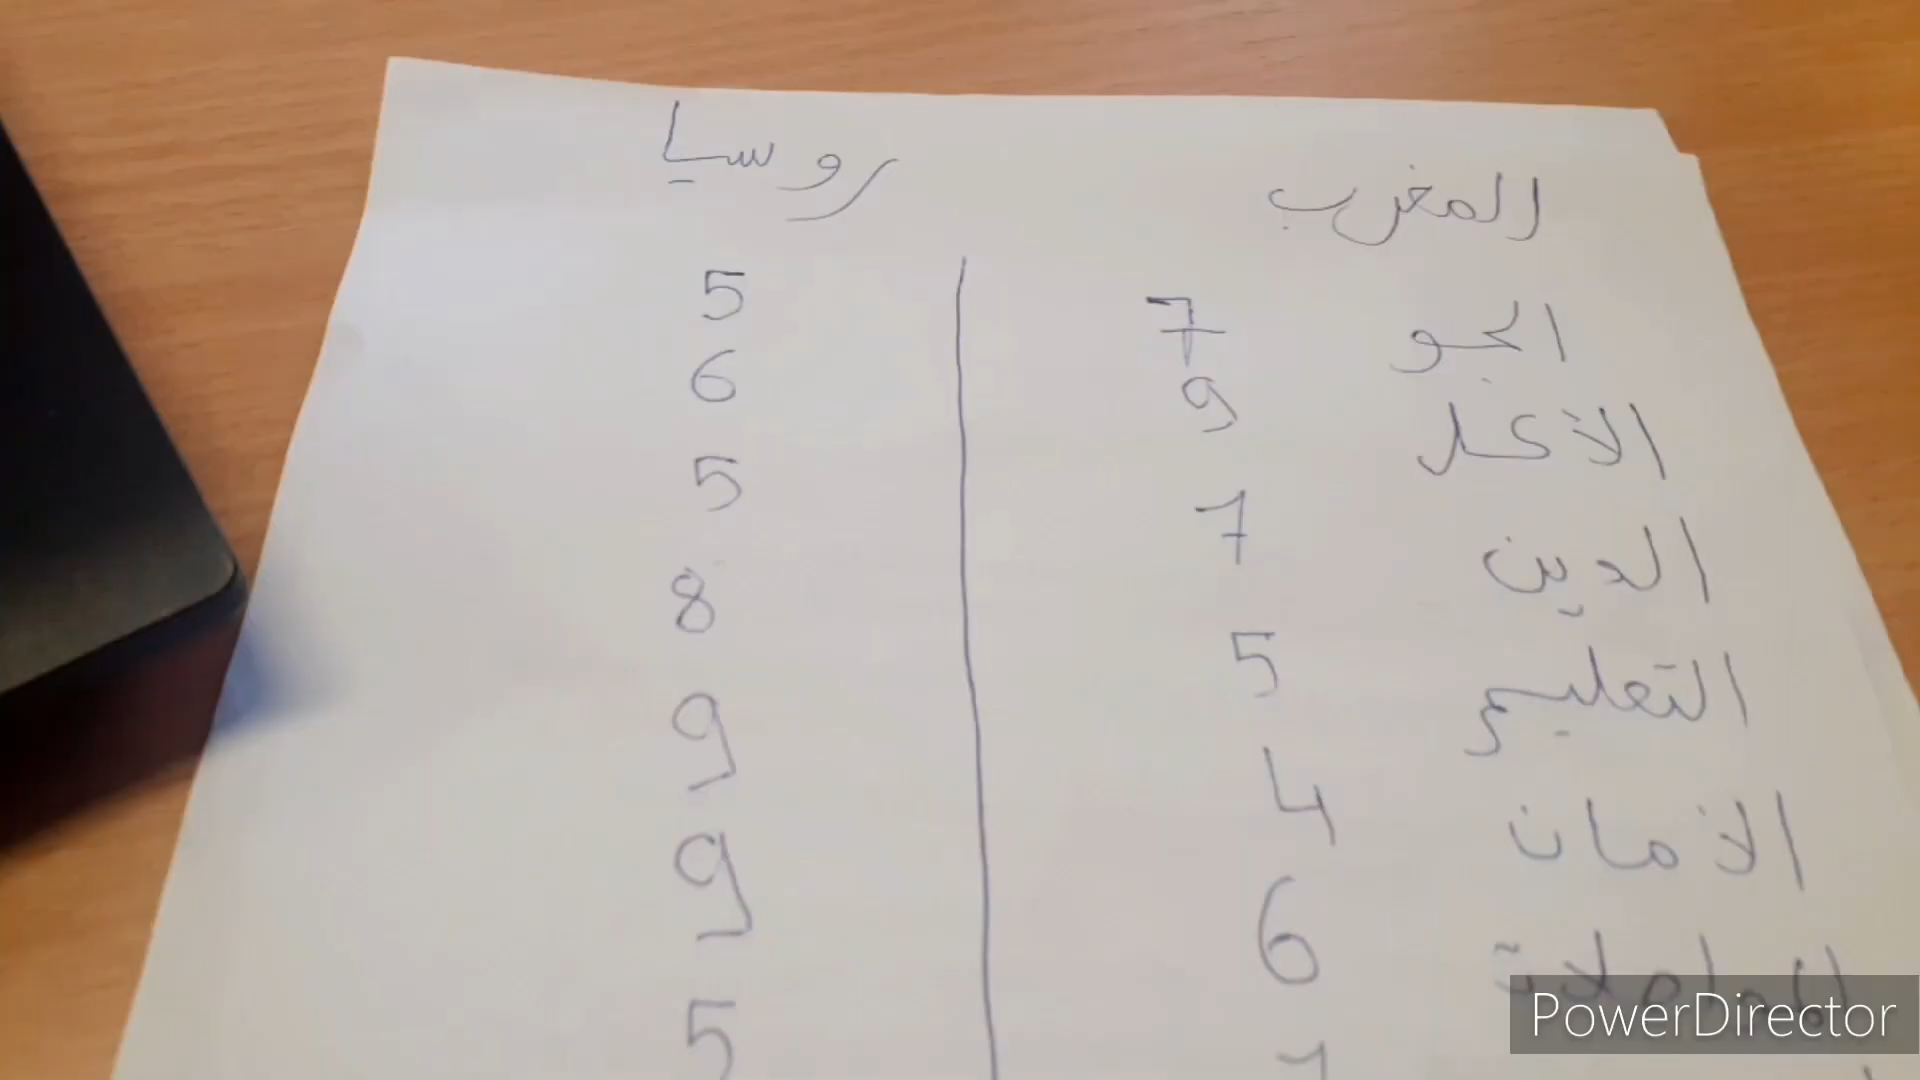 المغرب روسيا
الجو 7 5
الأكل 9 6
الدين 7 5
التعليم 5 8
الأمان 4 9
6 9
5
PowerDirector